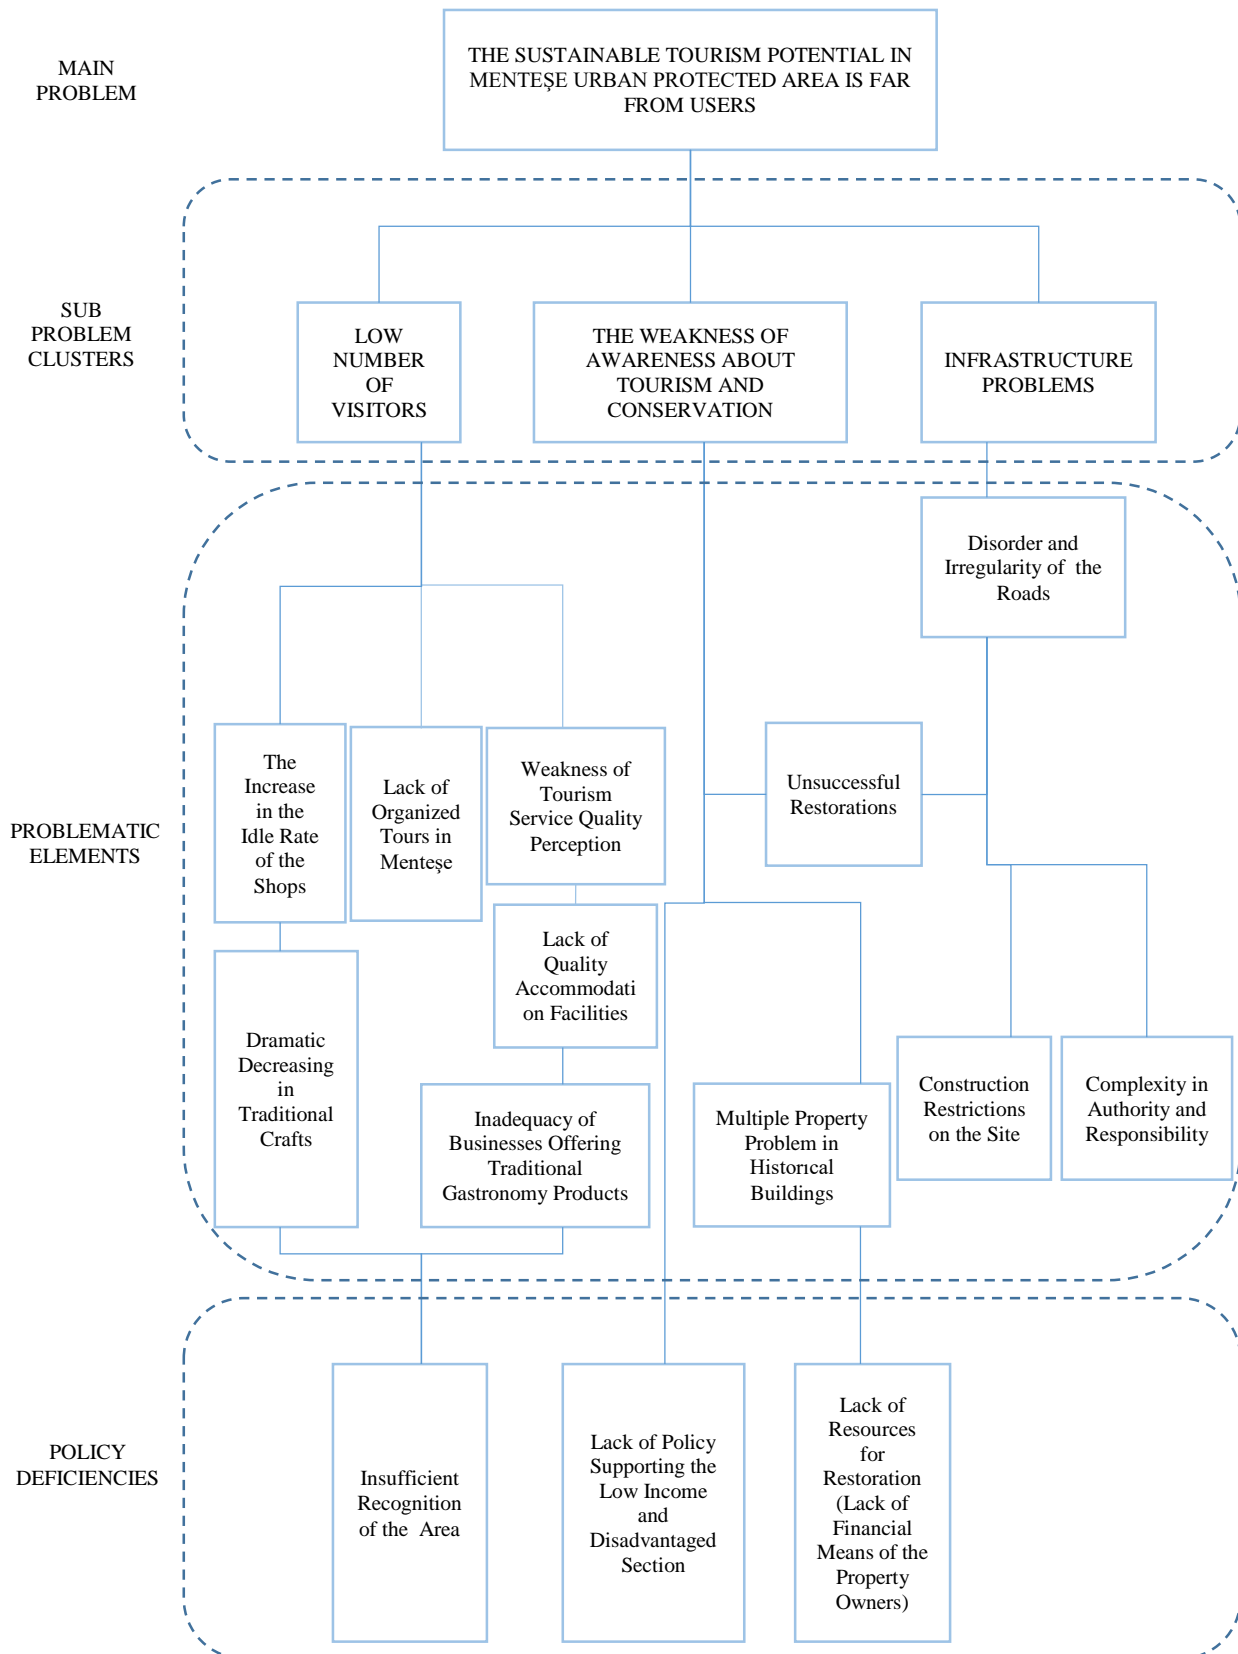 MAIN
PROBLEM
THE SUSTAINABLE TOURISM POTENTIAL IN
MENTEŞE URBAN PROTECTED AREA IS FAR
FROM USERS
SUB
PROBLEM
CLUSTERS
LOW
NUMBER
OF
VISITORS
THE WEAKNESS OF
AWARENESS ABOUT
TOURISM AND
CONSERVATION
INFRASTRUCTURE
PROBLEMS
PROBLEMATIC
ELEMENTS
Disorder and
Irregularity of the
Roads
The
Increase
in the
Idle Rate
of the
Shops
Lack of
Organized
Tours in
Menteşe
Weakness of
Tourism
Service Quality
Perception
Unsuccessful
Restorations
Lack of
Quality
Accommodati
on Facilities
Dramatic
Decreasing
in
Traditional
Crafts
Inadequacy of
Businesses Offering
Traditional
Gastronomy Products
Multiple Property
Problem in
Historical
Buildings
Construction
Restrictions
on the Site
Complexity in
Authority and
Responsibility
POLICY
DEFICIENCIES
Insufficient
Recognition
of the Area
Lack of Policy
Supporting the
Low Income
and
Disadvantaged
Section
Lack of
Resources
for
Restoration
(Lack of
Financial
Means of the
Property
Owners)